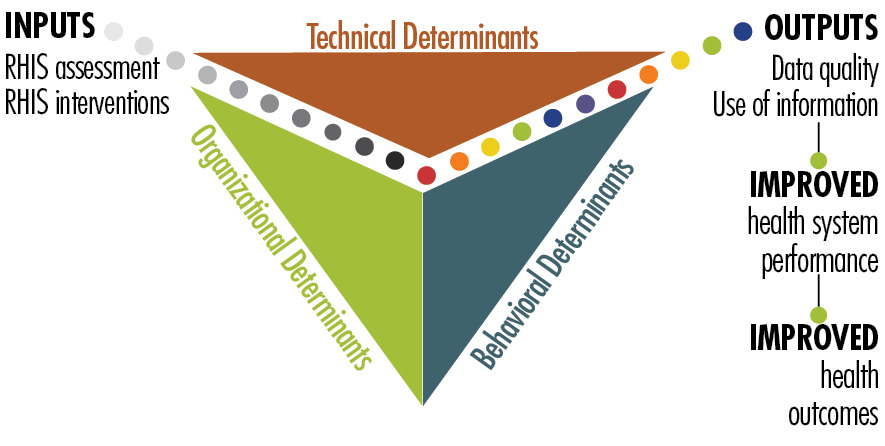 INPUTS
RHIS assessment
RHIS interventions
Technical Determinants
Organizational Determinants
Behavioral Determinants
OUTPUTS
Data quality
Use of information
IMPROVED
health system
performance
IMPROVED
health
outcomes